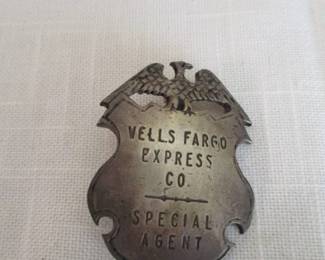 WELLS FARGO
EXPRESS
CO.
SPECIAL
AGENT